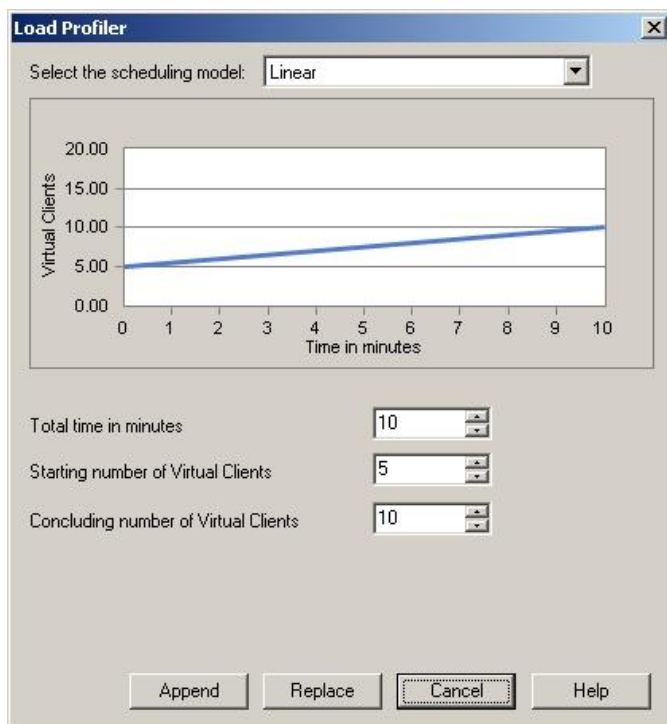 Load Profiler
Select the scheduling model: Linear
Virtual Clients
20.00
15.00
10.00
5.00
0.00
0 1 2 3 4 5 6 7 8 9 10
Time in minutes
Total time in minutes 10
Starting number of Virtual Clients 5
Concluding number of Virtual Clients 10
Append Replace Cancel Help